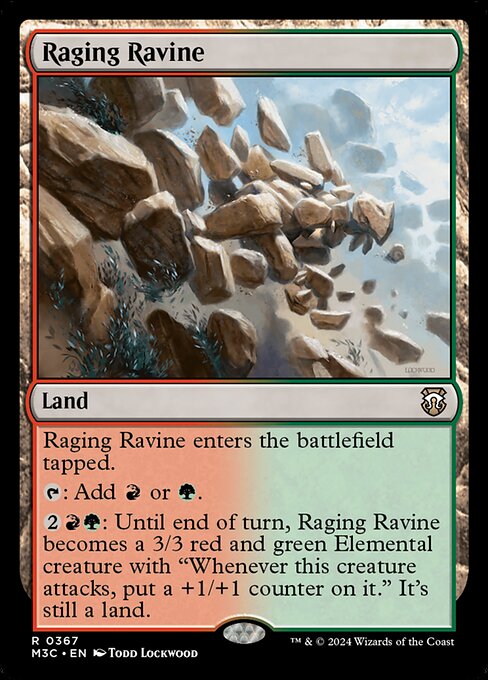 Raging Ravine
LOCKWOOD
Land
Raging Ravine enters the battlefield
tapped.
: Add or .
2 : Until end of turn, Raging Ravine
becomes a 3/3 red and green Elemental
creature with “Whenever this creature
attacks, put a +1/+1 counter on it.” It’s
still a land.
R 0367
M3C • EN Todd Lockwood
™ & © 2024 Wizards of the Coast